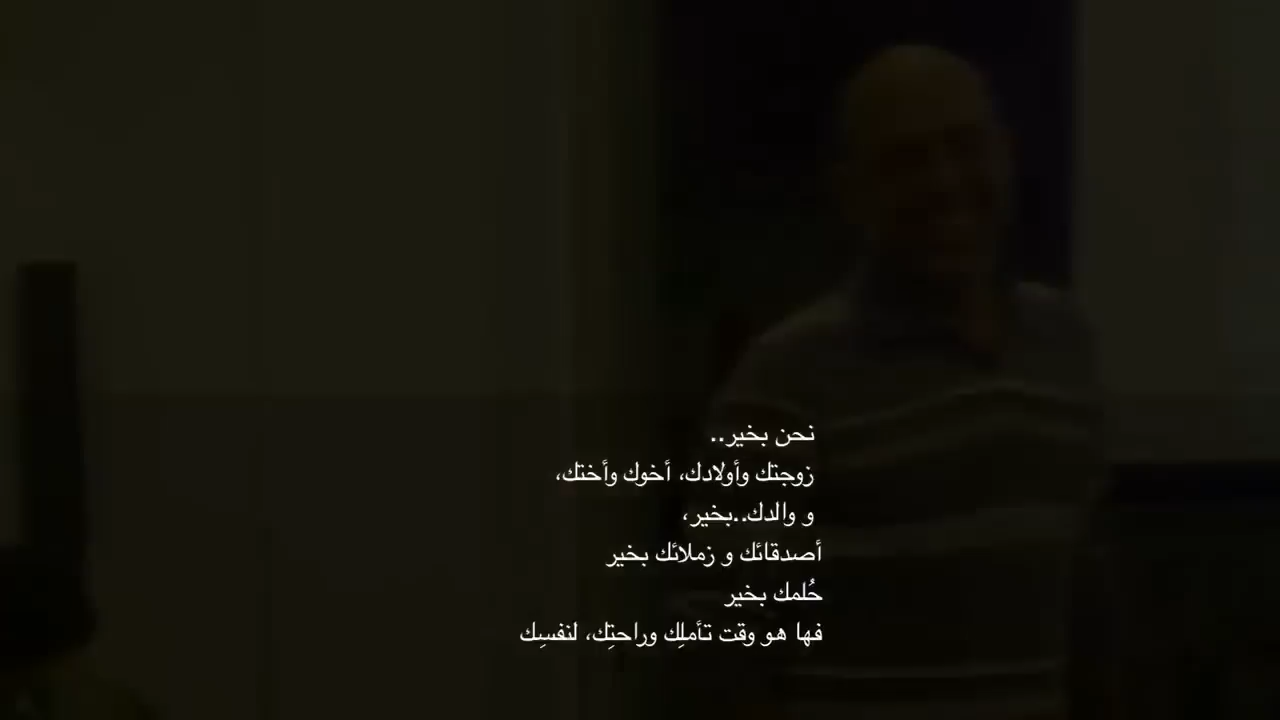 نحن بخير..
زوجتك وأولادك، أخوك وأختك،
و والدك..بخير،
أصدقائك و زملائك بخير
حُلمك بخير
فها هو وقت تأملِك وراحتِك، لنفسِك